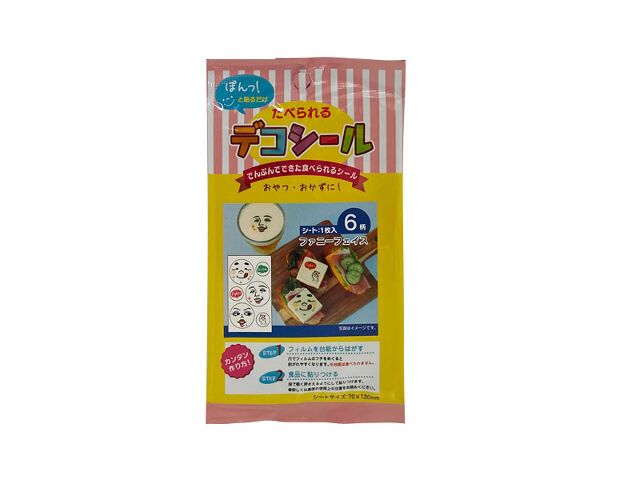 ぽんっ!
と貼るだけ
たべられる
デコシール
でんぷんでできた食べられるシール
おやつ・おかずに!
シート:1枚入
6柄
ファニーフェイス
写真はイメージです。
カンタン
作り方!
STEP1
フィルムを台紙からはがす
STEP2
食品に貼りつける
シートサイズ:70×120mm